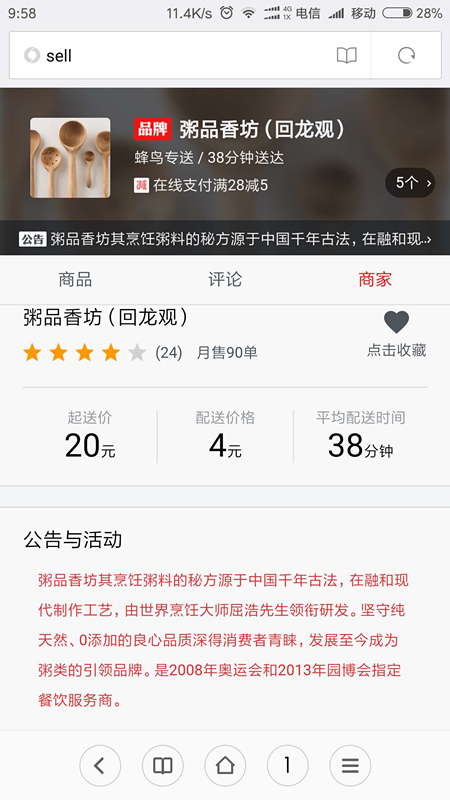 9:58 11.4K/s 4G 1X 电信 移动 28%
sell
品牌 粥品香坊（回龙观）
蜂鸟专送 / 38分钟送达
减 在线支付满28减5
5个 >
公告 粥品香坊其烹饪粥料的秘方源于中国千年古法，在融和现.. >
商品 评论 商家
粥品香坊（回龙观）
(24) 月售90单 点击收藏
起送价 配送价格 平均配送时间
20元 4元 38分钟
公告与活动
粥品香坊其烹饪粥料的秘方源于中国千年古法，在融和现
代制作工艺，由世界烹饪大师屈浩先生领衔研发。坚守纯
天然、0添加的良心品质深得消费者青睐，发展至今成为
粥类的引领品牌。是2008年奥运会和2013年园博会指定
餐饮服务商。
1